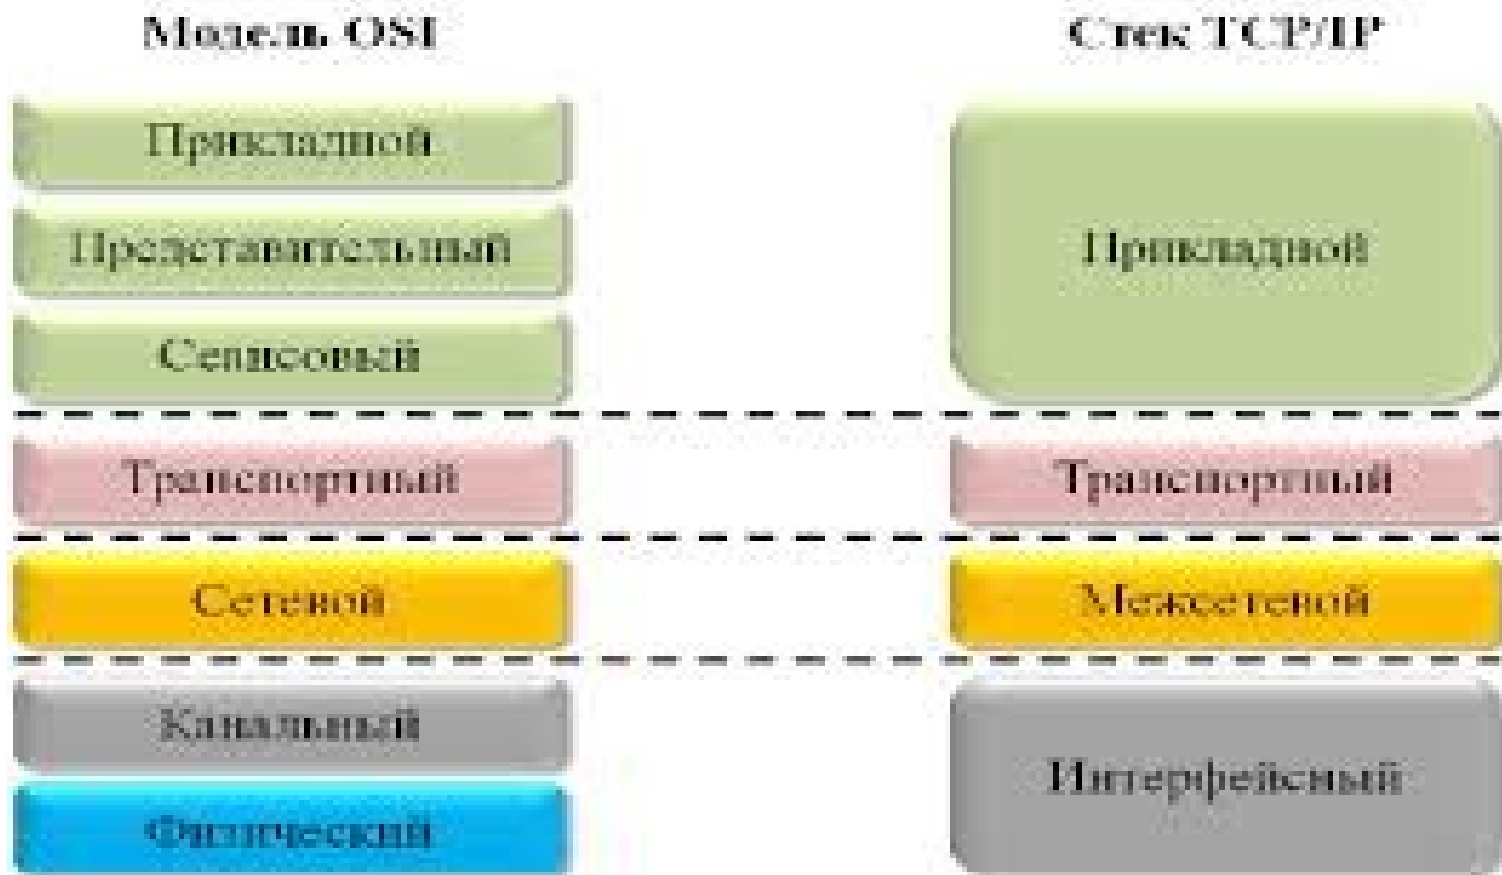 Модель OSI
Стек TCP/IP
Прикладной
Представительный
Сеансовый
Транспортный
Сетевой
Канальный
Физический
Прикладной
Транспортный
Межсетевой
Интерфейсный